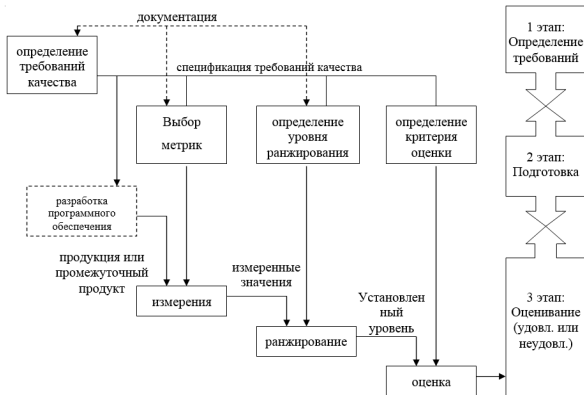 документация
определение
требований
качества
спецификация требований качества
Выбор
метрик
определение
уровня
ранжирования
определение
критерия
оценки
разработка
программного
обеспечения
продукция или
промежуточный
продукт
измерения
измеренные
значения
ранжирование
Установлен
ный
уровень
оценка
1 этап:
Определение
требований
2 этап:
Подготовка
3 этап:
Оценивание
(удовл. или
неудовл.)